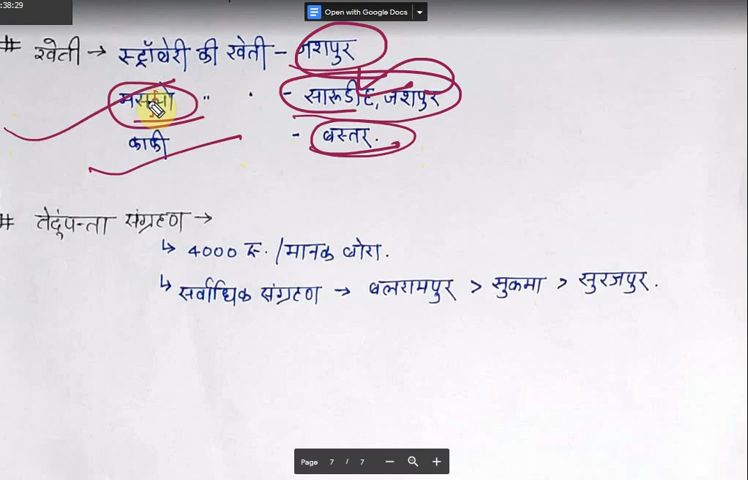 :38:29
Open with Google Docs
# खेती → स्ट्रॉबेरी की खेती - जशपुर
" - सारूडीह, जशपुर
काफी - बस्तर.
# तेदूंपत्ता संग्रहण →
↳ 4000 रू. / मानक बोरा.
↳ सर्वाधिक संग्रहण → बलरामपुर > सुकमा > सुरजपुर.
Page 7 / 7